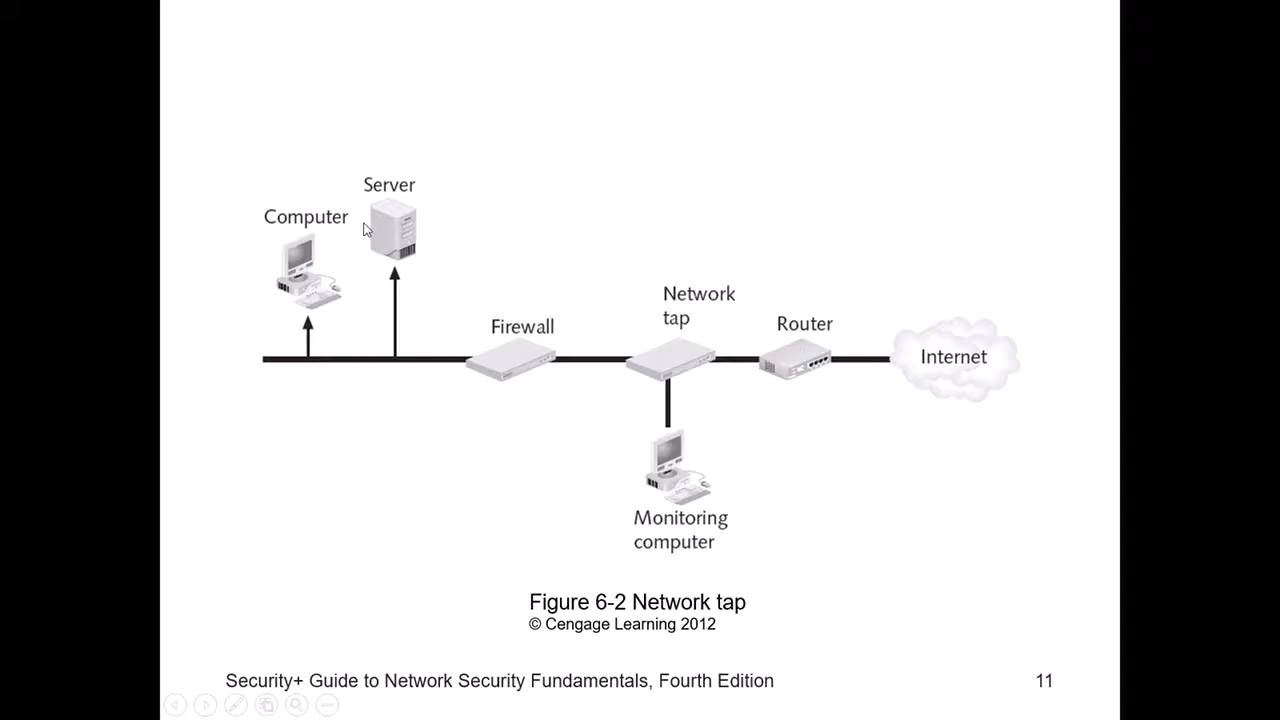 Server
Computer
Network
tap
Router
Firewall
Internet
Monitoring
computer
Figure 6-2 Network tap
© Cengage Learning 2012
Security+ Guide to Network Security Fundamentals, Fourth Edition
11